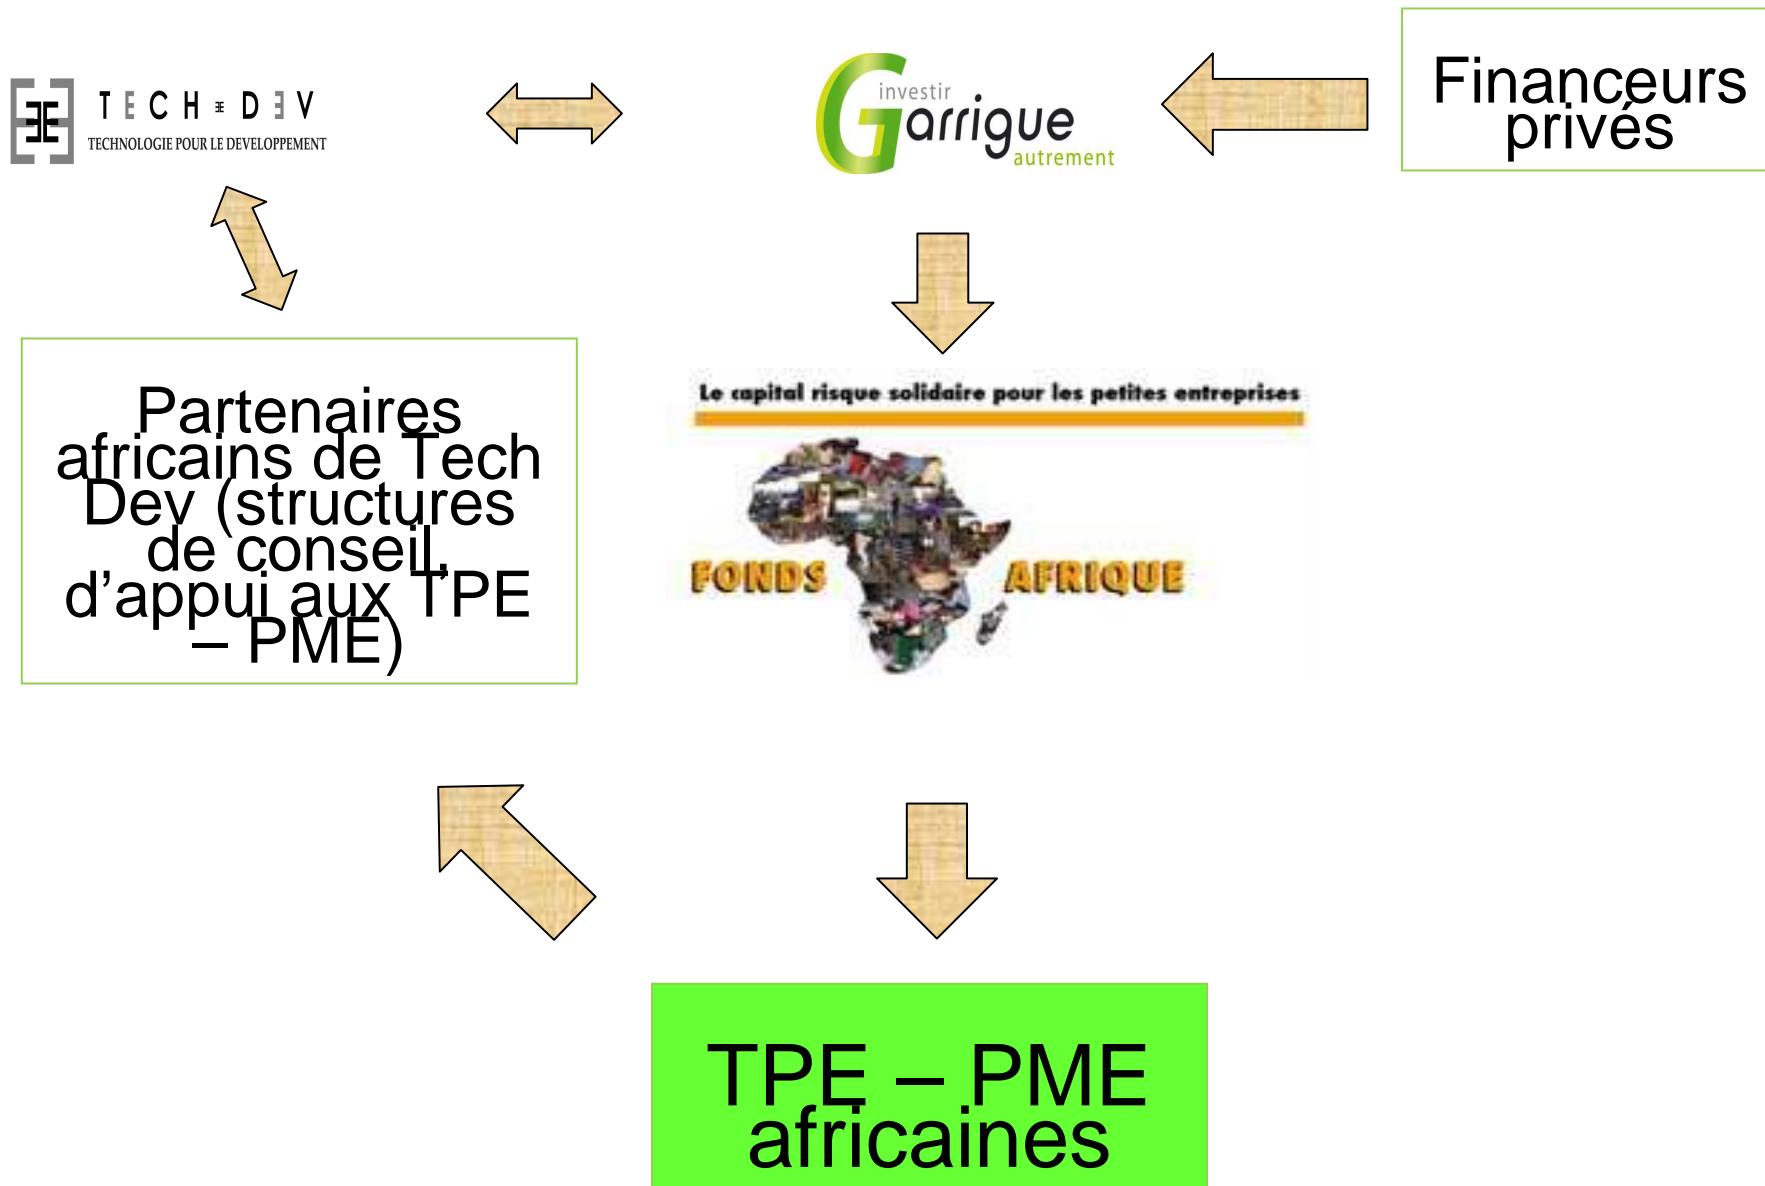 TECH DƎV
TECHNOLOGIE POUR LE DEVELOPPEMENT
investir
Garrigue
autrement
Financeurs
privés
Partenaires
africains de Tech
Dev (structures
de conseil,
d’appui aux TPE
– PME)
Le capital risque solidaire pour les petites entreprises
FONDS AFRIQUE
TPE – PME
africaines